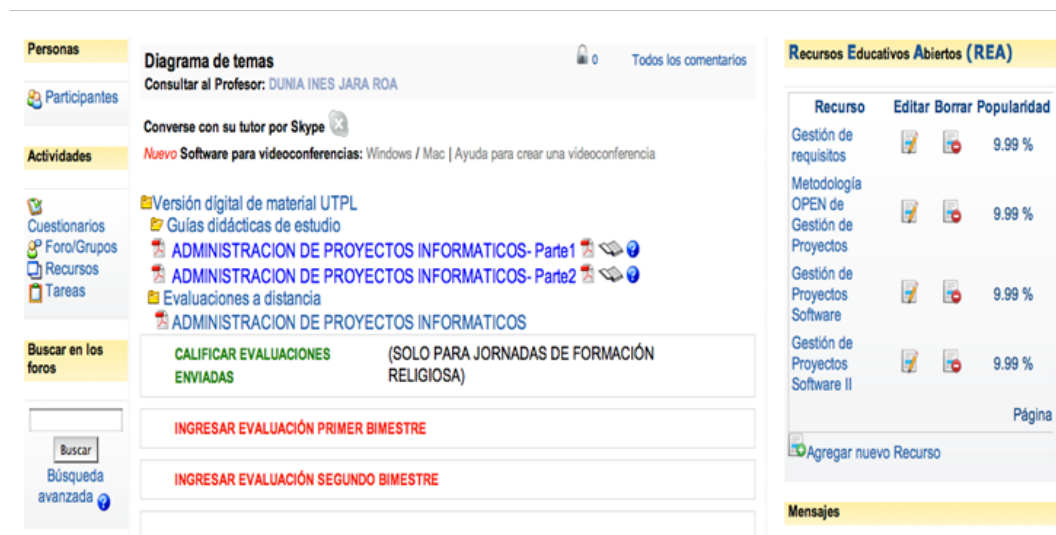 Personas
Participantes
Actividades
Cuestionarios
Foro/Grupos
Recursos
Tareas
Buscar en los
foros
Buscar
Búsqueda
avanzada
Diagrama de temas
0 Todos los comentarios
Consultar al Profesor: DUNIA INES JARA ROA
Converse con su tutor por Skype
Nuevo Software para videoconferencias: Windows / Mac | Ayuda para crear una videoconferencia
Versión dígital de material UTPL
Guías didácticas de estudio
ADMINISTRACION DE PROYECTOS INFORMATICOS- Parte1
ADMINISTRACION DE PROYECTOS INFORMATICOS- Parte2
Evaluaciones a distancia
ADMINISTRACION DE PROYECTOS INFORMATICOS
CALIFICAR EVALUACIONES (SOLO PARA JORNADAS DE FORMACIÓN
ENVIADAS RELIGIOSA)
INGRESAR EVALUACIÓN PRIMER BIMESTRE
INGRESAR EVALUACIÓN SEGUNDO BIMESTRE
Recursos Educativos Abiertos (REA)
Recurso Editar Borrar Popularidad
Gestión de
requisitos 9.99 %
Metodología
OPEN de
Gestión de 9.99 %
Proyectos
Gestión de
Proyectos 9.99 %
Software
Gestión de
Proyectos 9.99 %
Software II
Página
Agregar nuevo Recurso
Mensajes